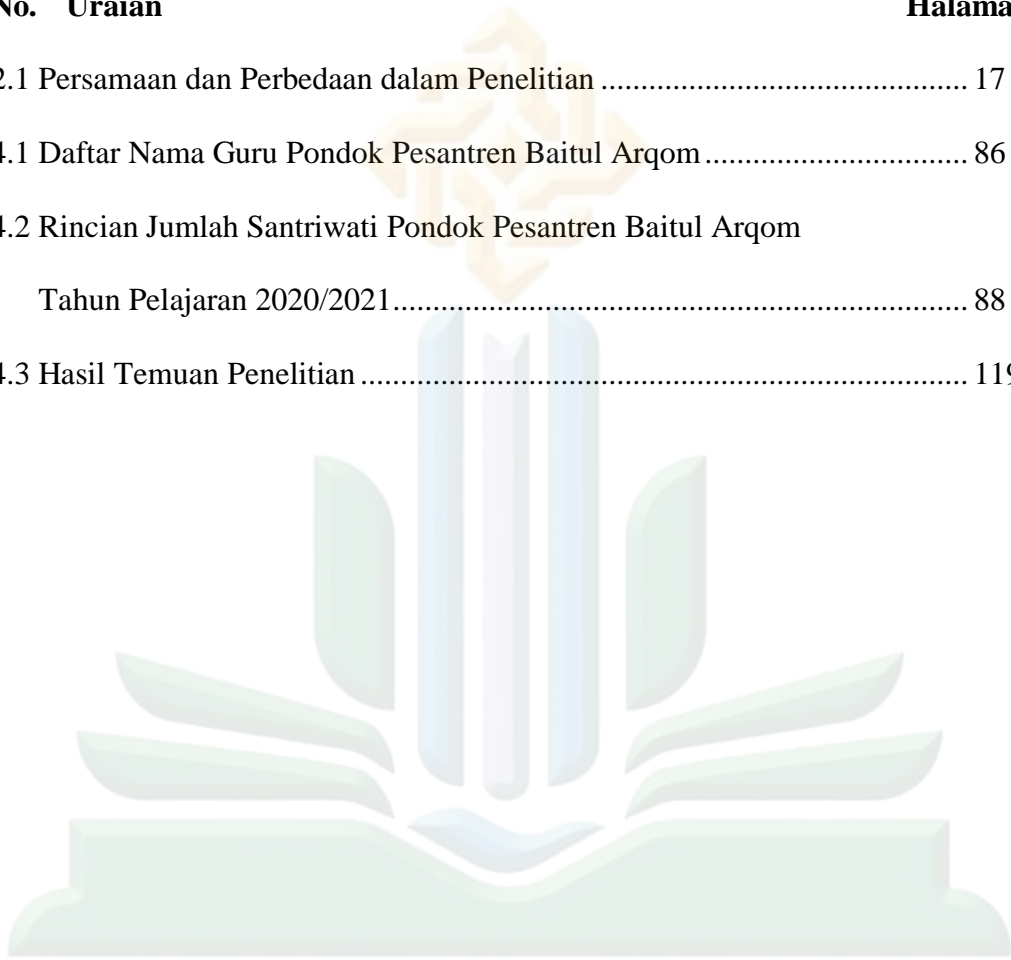 No. Uraian Halama
2.1 Persamaan dan Perbedaan dalam Penelitian .............................................. 17
4.1 Daftar Nama Guru Pondok Pesantren Baitul Arqom ................................. 86
4.2 Rincian Jumlah Santriwati Pondok Pesantren Baitul Arqom
Tahun Pelajaran 2020/2021........................................................................ 88
4.3 Hasil Temuan Penelitian ............................................................................ 119